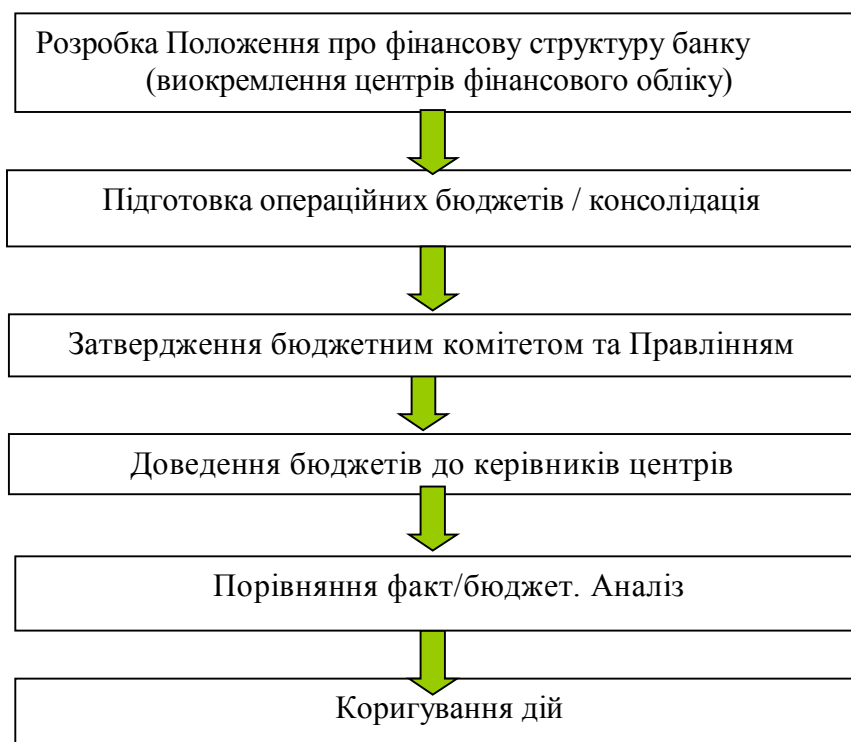 Розробка Положення про фінансову структуру банку
(виокремлення центрів фінансового обліку)
Підготовка операційних бюджетів / консолідація
Затвердження бюджетним комітетом та Правлінням
Доведення бюджетів до керівників центрів
Порівняння факт/бюджет. Аналіз
Коригування дій